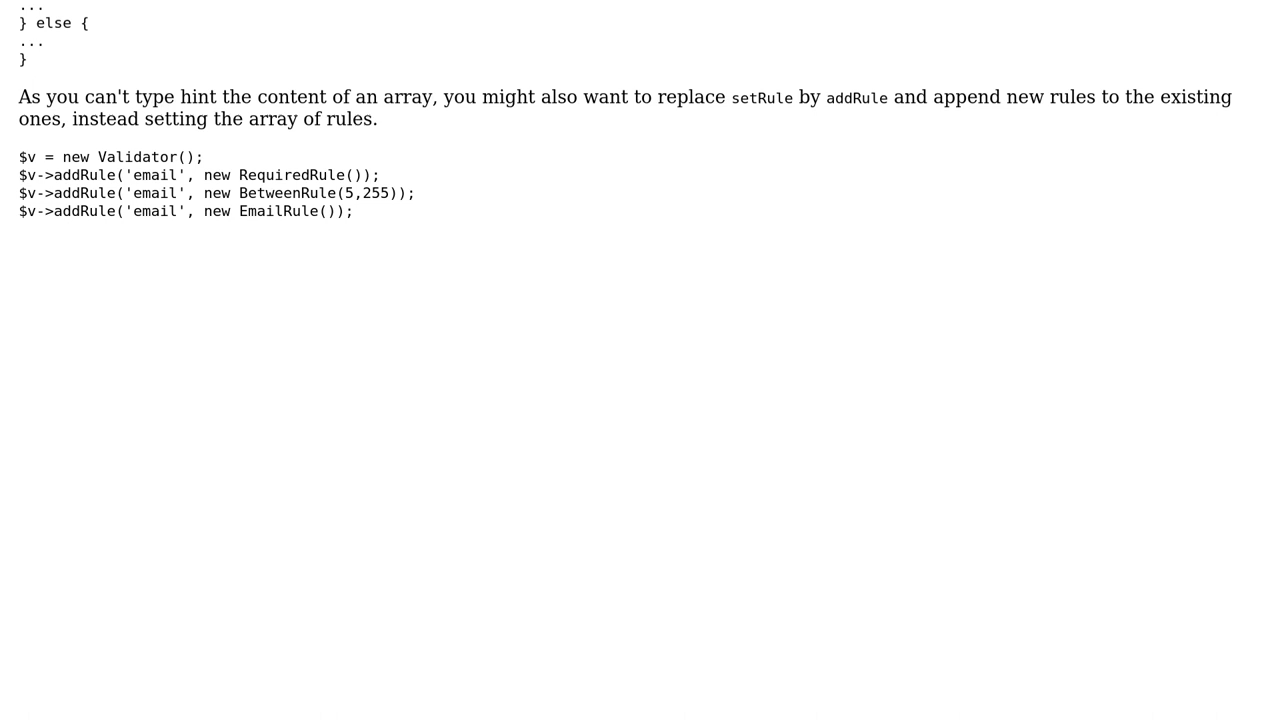 ...
} else {
...
}
As you can't type hint the content of an array, you might also want to replace setRule by addRule and append new rules to the existing
ones, instead setting the array of rules.
$v = new Validator();
$v->addRule('email', new RequiredRule());
$v->addRule('email', new BetweenRule(5,255));
$v->addRule('email', new EmailRule());